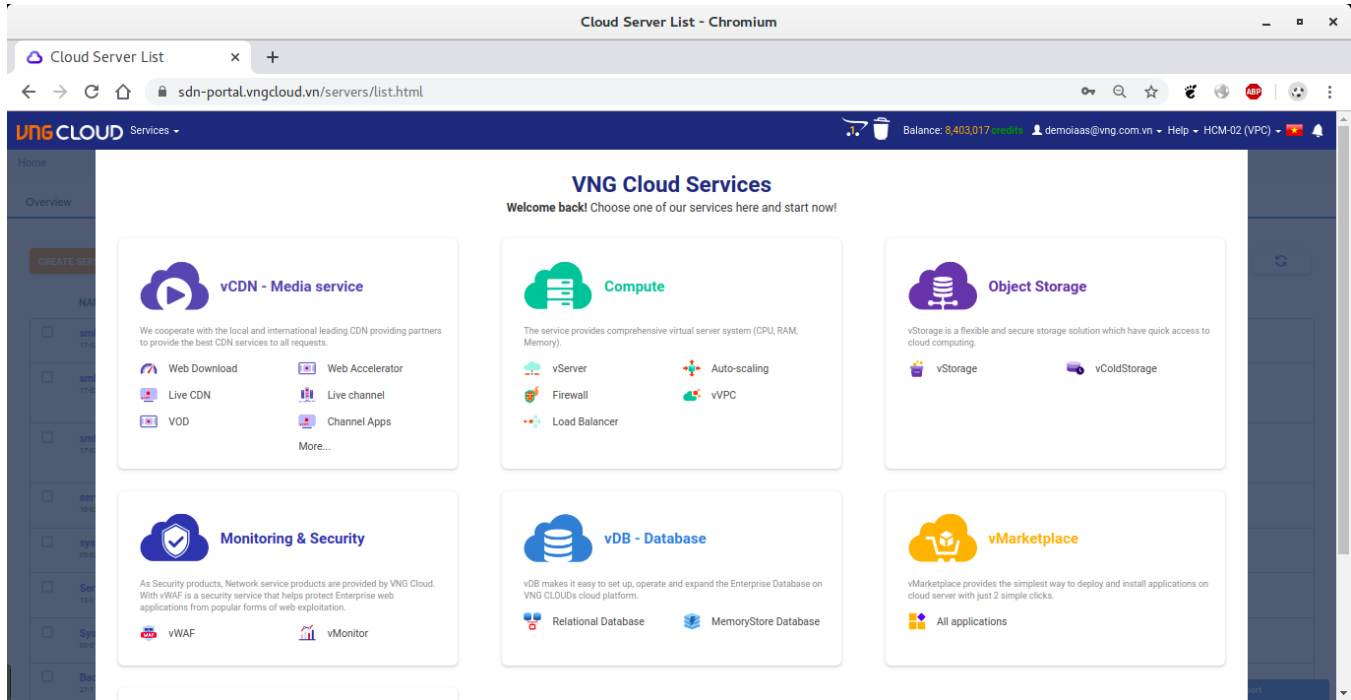 Cloud Server List - Chromium
Cloud Server List
sdn-portal.vngcloud.vn/servers/list.html
ABP
VNG CLOUD Services 1 Balance: 8,403,017 credits demoiaas@vng.com.vn Help HCM-02 (VPC)
Home
VNG Cloud Services
Overview
Welcome back! Choose one of our services here and start now!
CREATE SER
NA
vCDN - Media service
We cooperate with the local and international leading CDN providing partners
to provide the best CDN services to all requests.
Web Download Web Accelerator
Live CDN Live channel
VOD Channel Apps
More...
Compute
The service provides comprehensive virtual server system (CPU, RAM,
Memory).
vServer Auto-scaling
Firewall vVPC
Load Balancer
Object Storage
vStorage is a flexible and secure storage solution which have quick access to
cloud computing.
vStorage vColdStorage
Monitoring & Security
As Security products, Network service products are provided by VNG Cloud.
With vWAF is a security service that helps protect Enterprise web
applications from popular forms of web exploitation.
WAF vWAF vMonitor
vDB - Database
vDB makes it easy to set up, operate and expand the Enterprise Database on
VNG CLOUDs cloud platform.
Relational Database MemoryStore Database
vMarketplace
vMarketplace provides the simplest way to deploy and install applications on
cloud server with just 2 simple clicks.
All applications